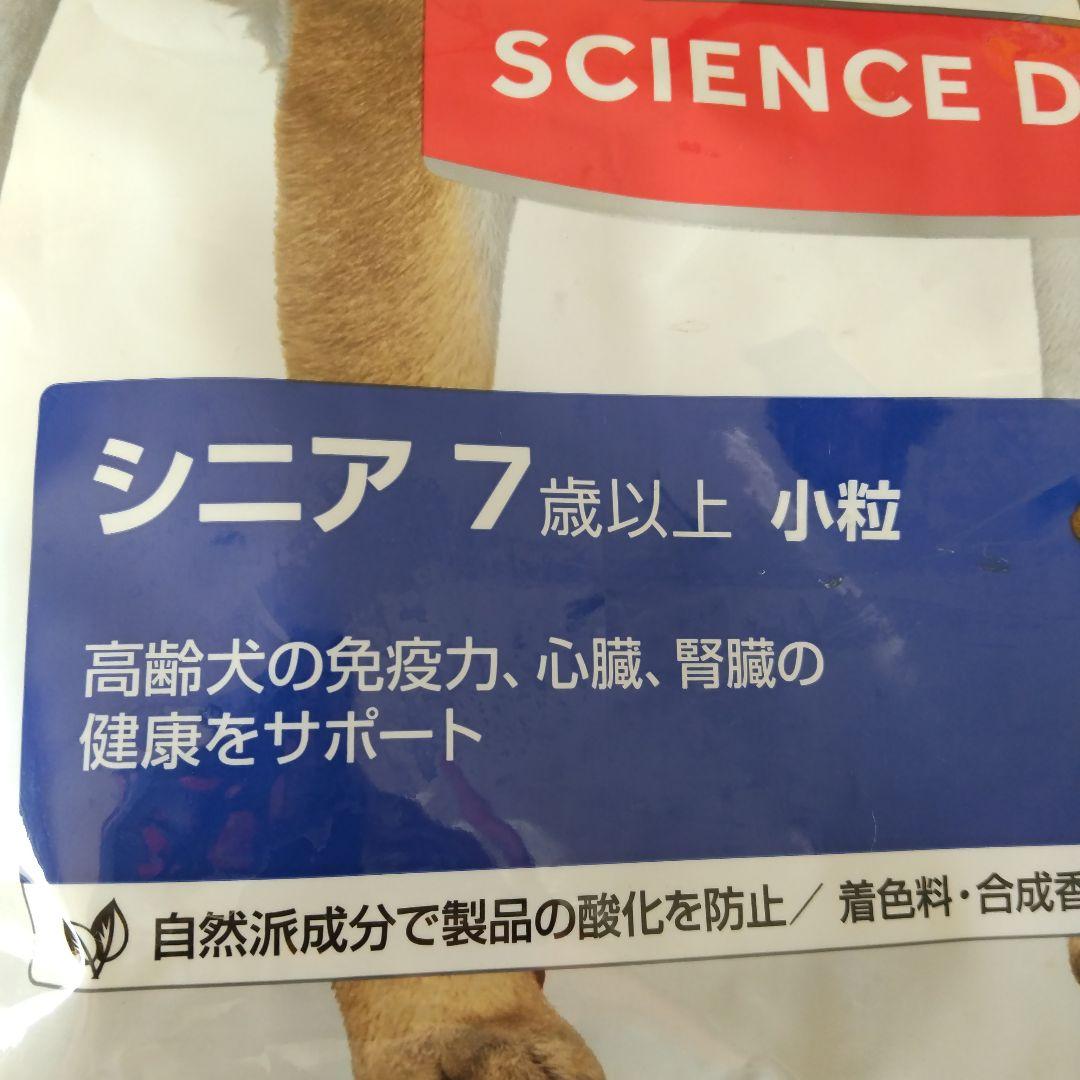 SCIENCE D
シニア 7歳以上 小粒
高齢犬の免疫力、心臓、腎臓の
健康をサポート
自然派成分で製品の酸化を防止/ 着色料・合成香